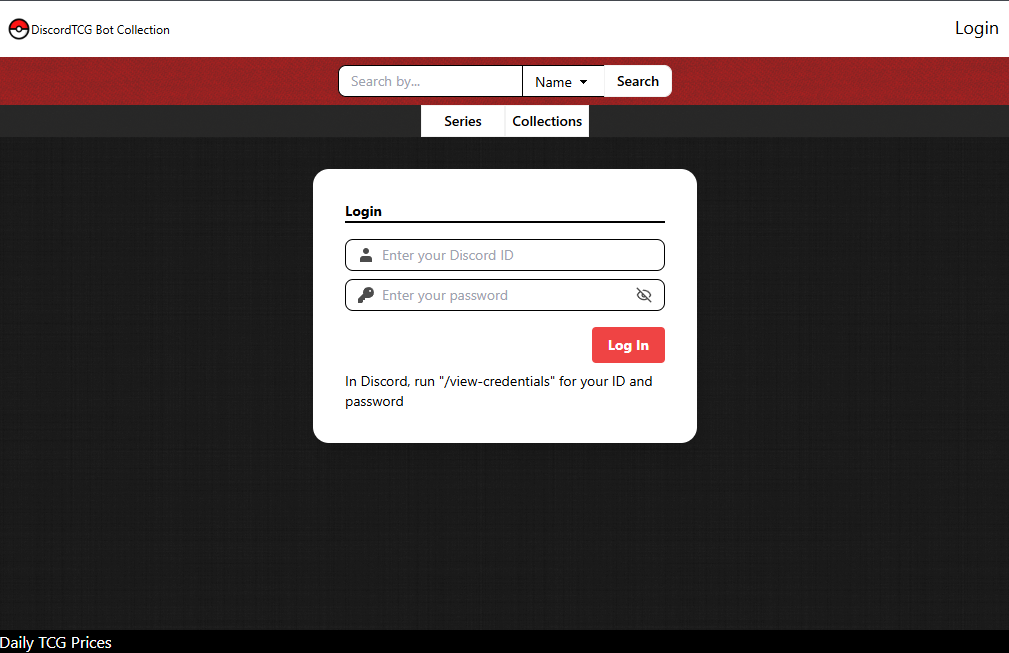 DiscordTCG Bot Collection
Login
Search by...
Name
Search
Series
Collections
Login
Enter your Discord ID
Enter your password
Log In
In Discord, run "/view-credentials" for your ID and
password
Daily TCG Prices